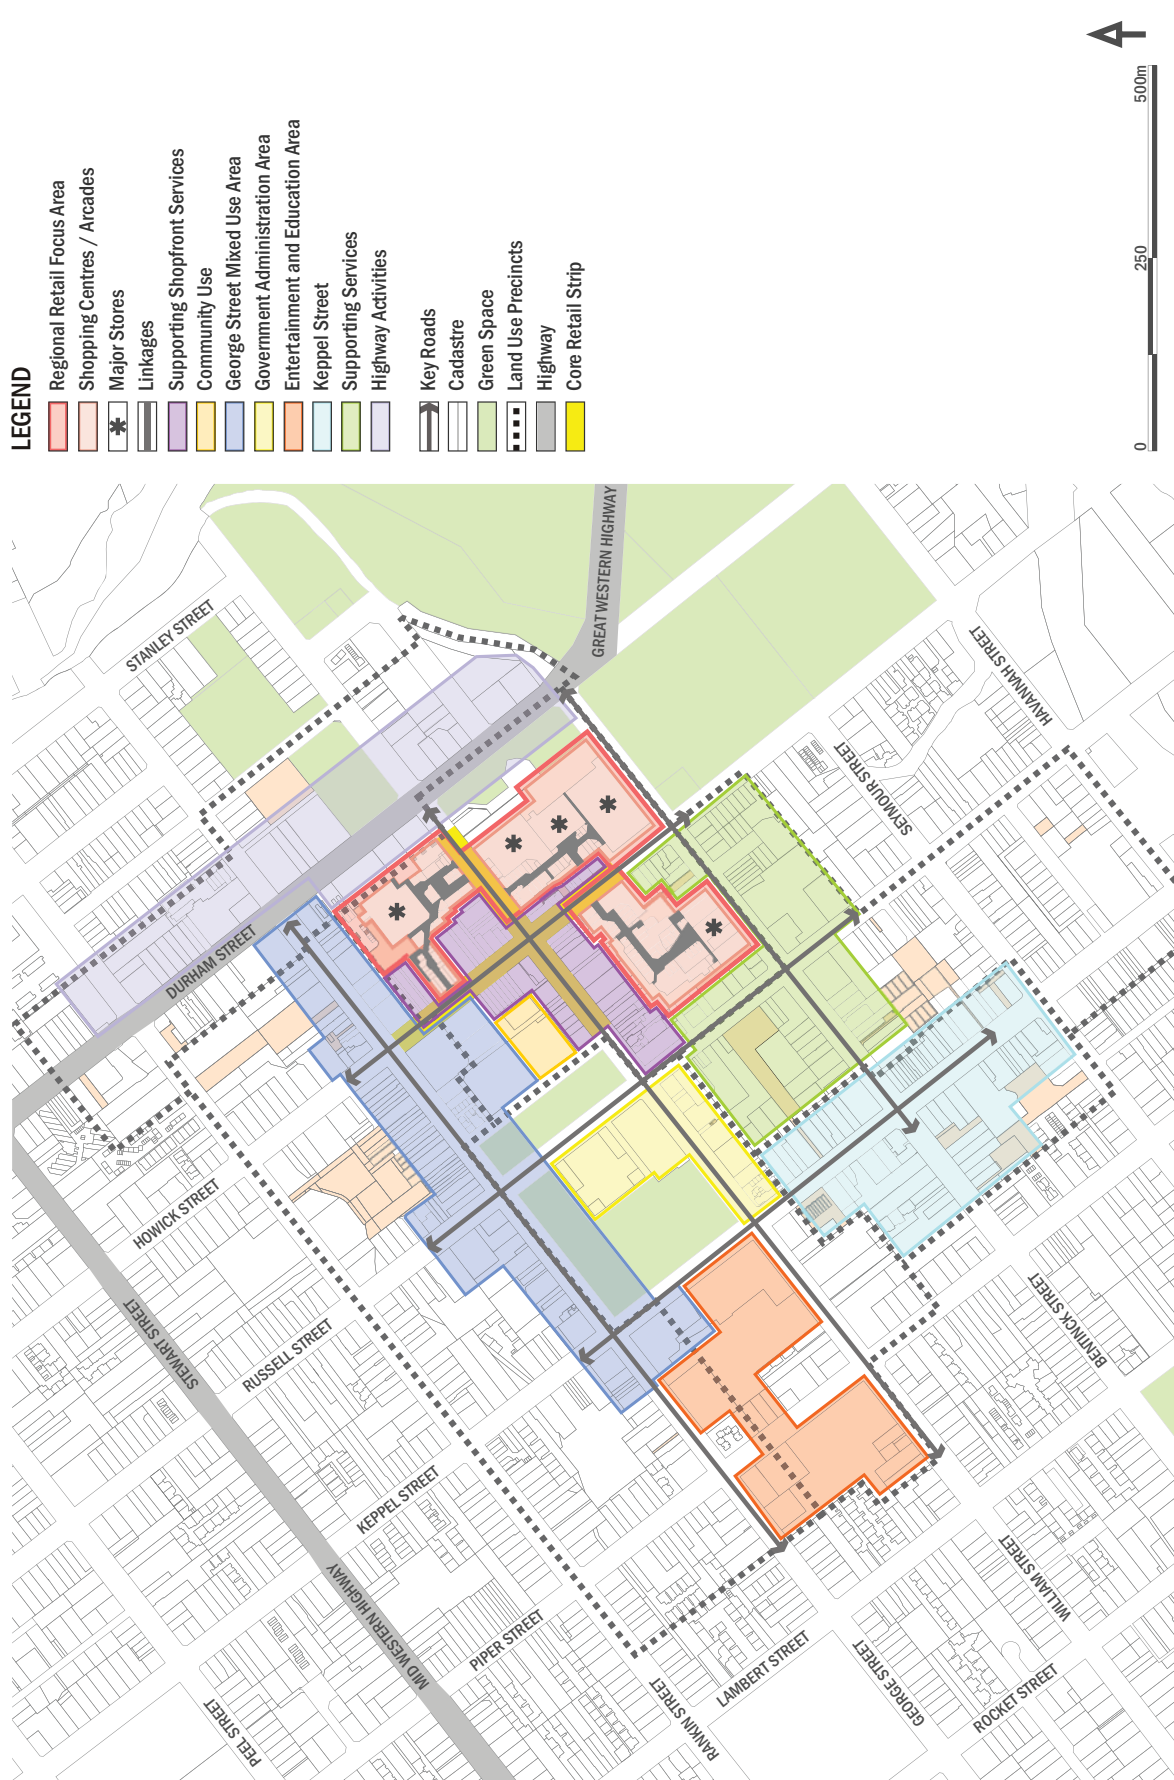 LEGEND
Regional Retail Focus Area
Shopping Centres / Arcades
Major Stores
Linkages
Supporting Shopfront Services
Community Use
George Street Mixed Use Area
Government Administration Area
Entertainment and Education Area
Keppel Street
Supporting Services
Highway Activities
Key Roads
Cadastre
Green Space
Land Use Precincts
Highway
Core Retail Strip
0
250
500m
STANLEY STREET
GREAT WESTERN HIGHWAY
HAVANNAH STREET
SEYMOUR STREET
DURHAM STREET
HOWICK STREET
STEWART STREET
RUSSELL STREET
BENTINCK STREET
KEPPEL STREET
MID WESTERN HIGHWAY
WILLIAM STREET
PIPER STREET
LAMBERT STREET
GEORGE STREET
ROCKET STREET
RANKIN STREET
PEEL STREET